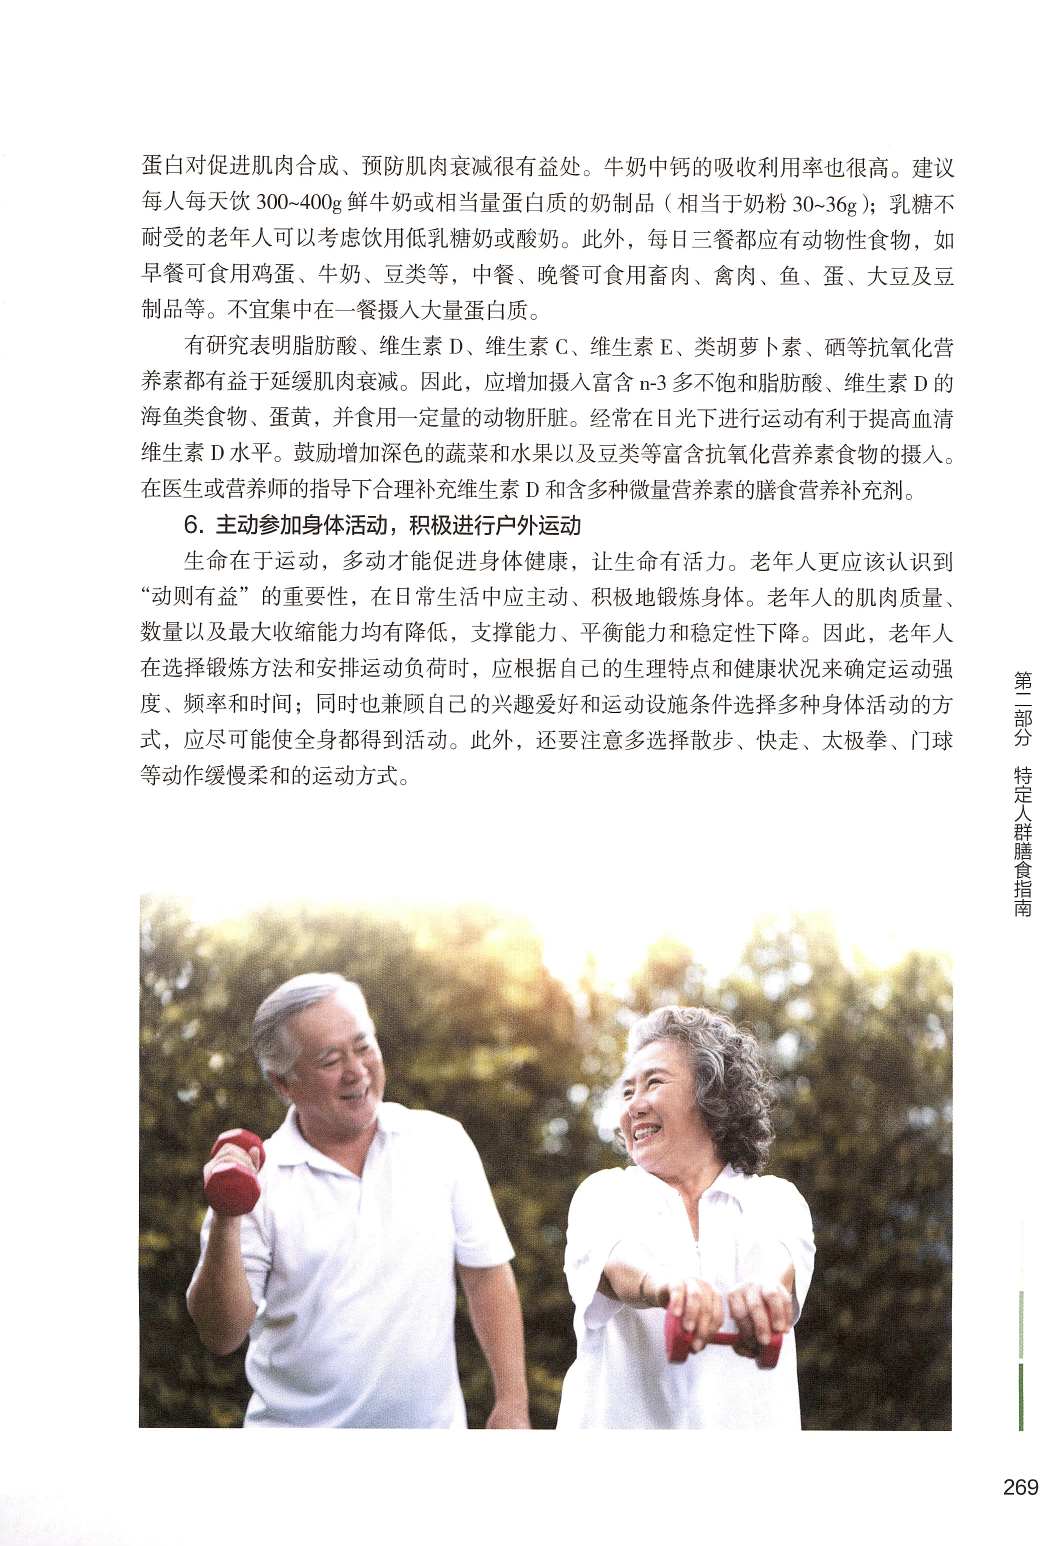 蛋白对促进肌肉合成、预防肌肉衰减很有益处。牛奶中钙的吸收利用率也很高。建议
每人每天饮 300~400g 鲜牛奶或相当量蛋白质的奶制品（相当于奶粉 30~36g）；乳糖不
耐受的老年人可以考虑饮用低乳糖奶或酸奶。此外，每日三餐都应有动物性食物，如
早餐可食用鸡蛋、牛奶、豆类等，中餐、晚餐可食用畜肉、禽肉、鱼、蛋、大豆及豆
制品等。不宜集中在一餐摄入大量蛋白质。
有研究表明脂肪酸、维生素 D、维生素 C、维生素 E、类胡萝卜素、硒等抗氧化营
养素都有益于延缓肌肉衰减。因此，应增加摄入富含 n-3 多不饱和脂肪酸、维生素 D 的
海鱼类食物、蛋黄，并食用一定量的动物肝脏。经常在日光下进行运动有利于提高血清
维生素 D 水平。鼓励增加深色的蔬菜和水果以及豆类等富含抗氧化营养素食物的摄入。
在医生或营养师的指导下合理补充维生素 D 和含多种微量营养素的膳食营养补充剂。
6. 主动参加身体活动，积极进行户外运动
生命在于运动，多动才能促进身体健康，让生命有活力。老年人更应该认识到
“动则有益”的重要性，在日常生活中应主动、积极地锻炼身体。老年人的肌肉质量、
数量以及最大收缩能力均有降低，支撑能力、平衡能力和稳定性下降。因此，老年人
在选择锻炼方法和安排运动负荷时，应根据自己的生理特点和健康状况来确定运动强
度、频率和时间；同时也兼顾自己的兴趣爱好和运动设施条件选择多种身体活动的方
式，应尽可能使全身都得到活动。此外，还要注意多选择散步、快走、太极拳、门球
等动作缓慢柔和的运动方式。
第二部分 特定人群膳食指南
269